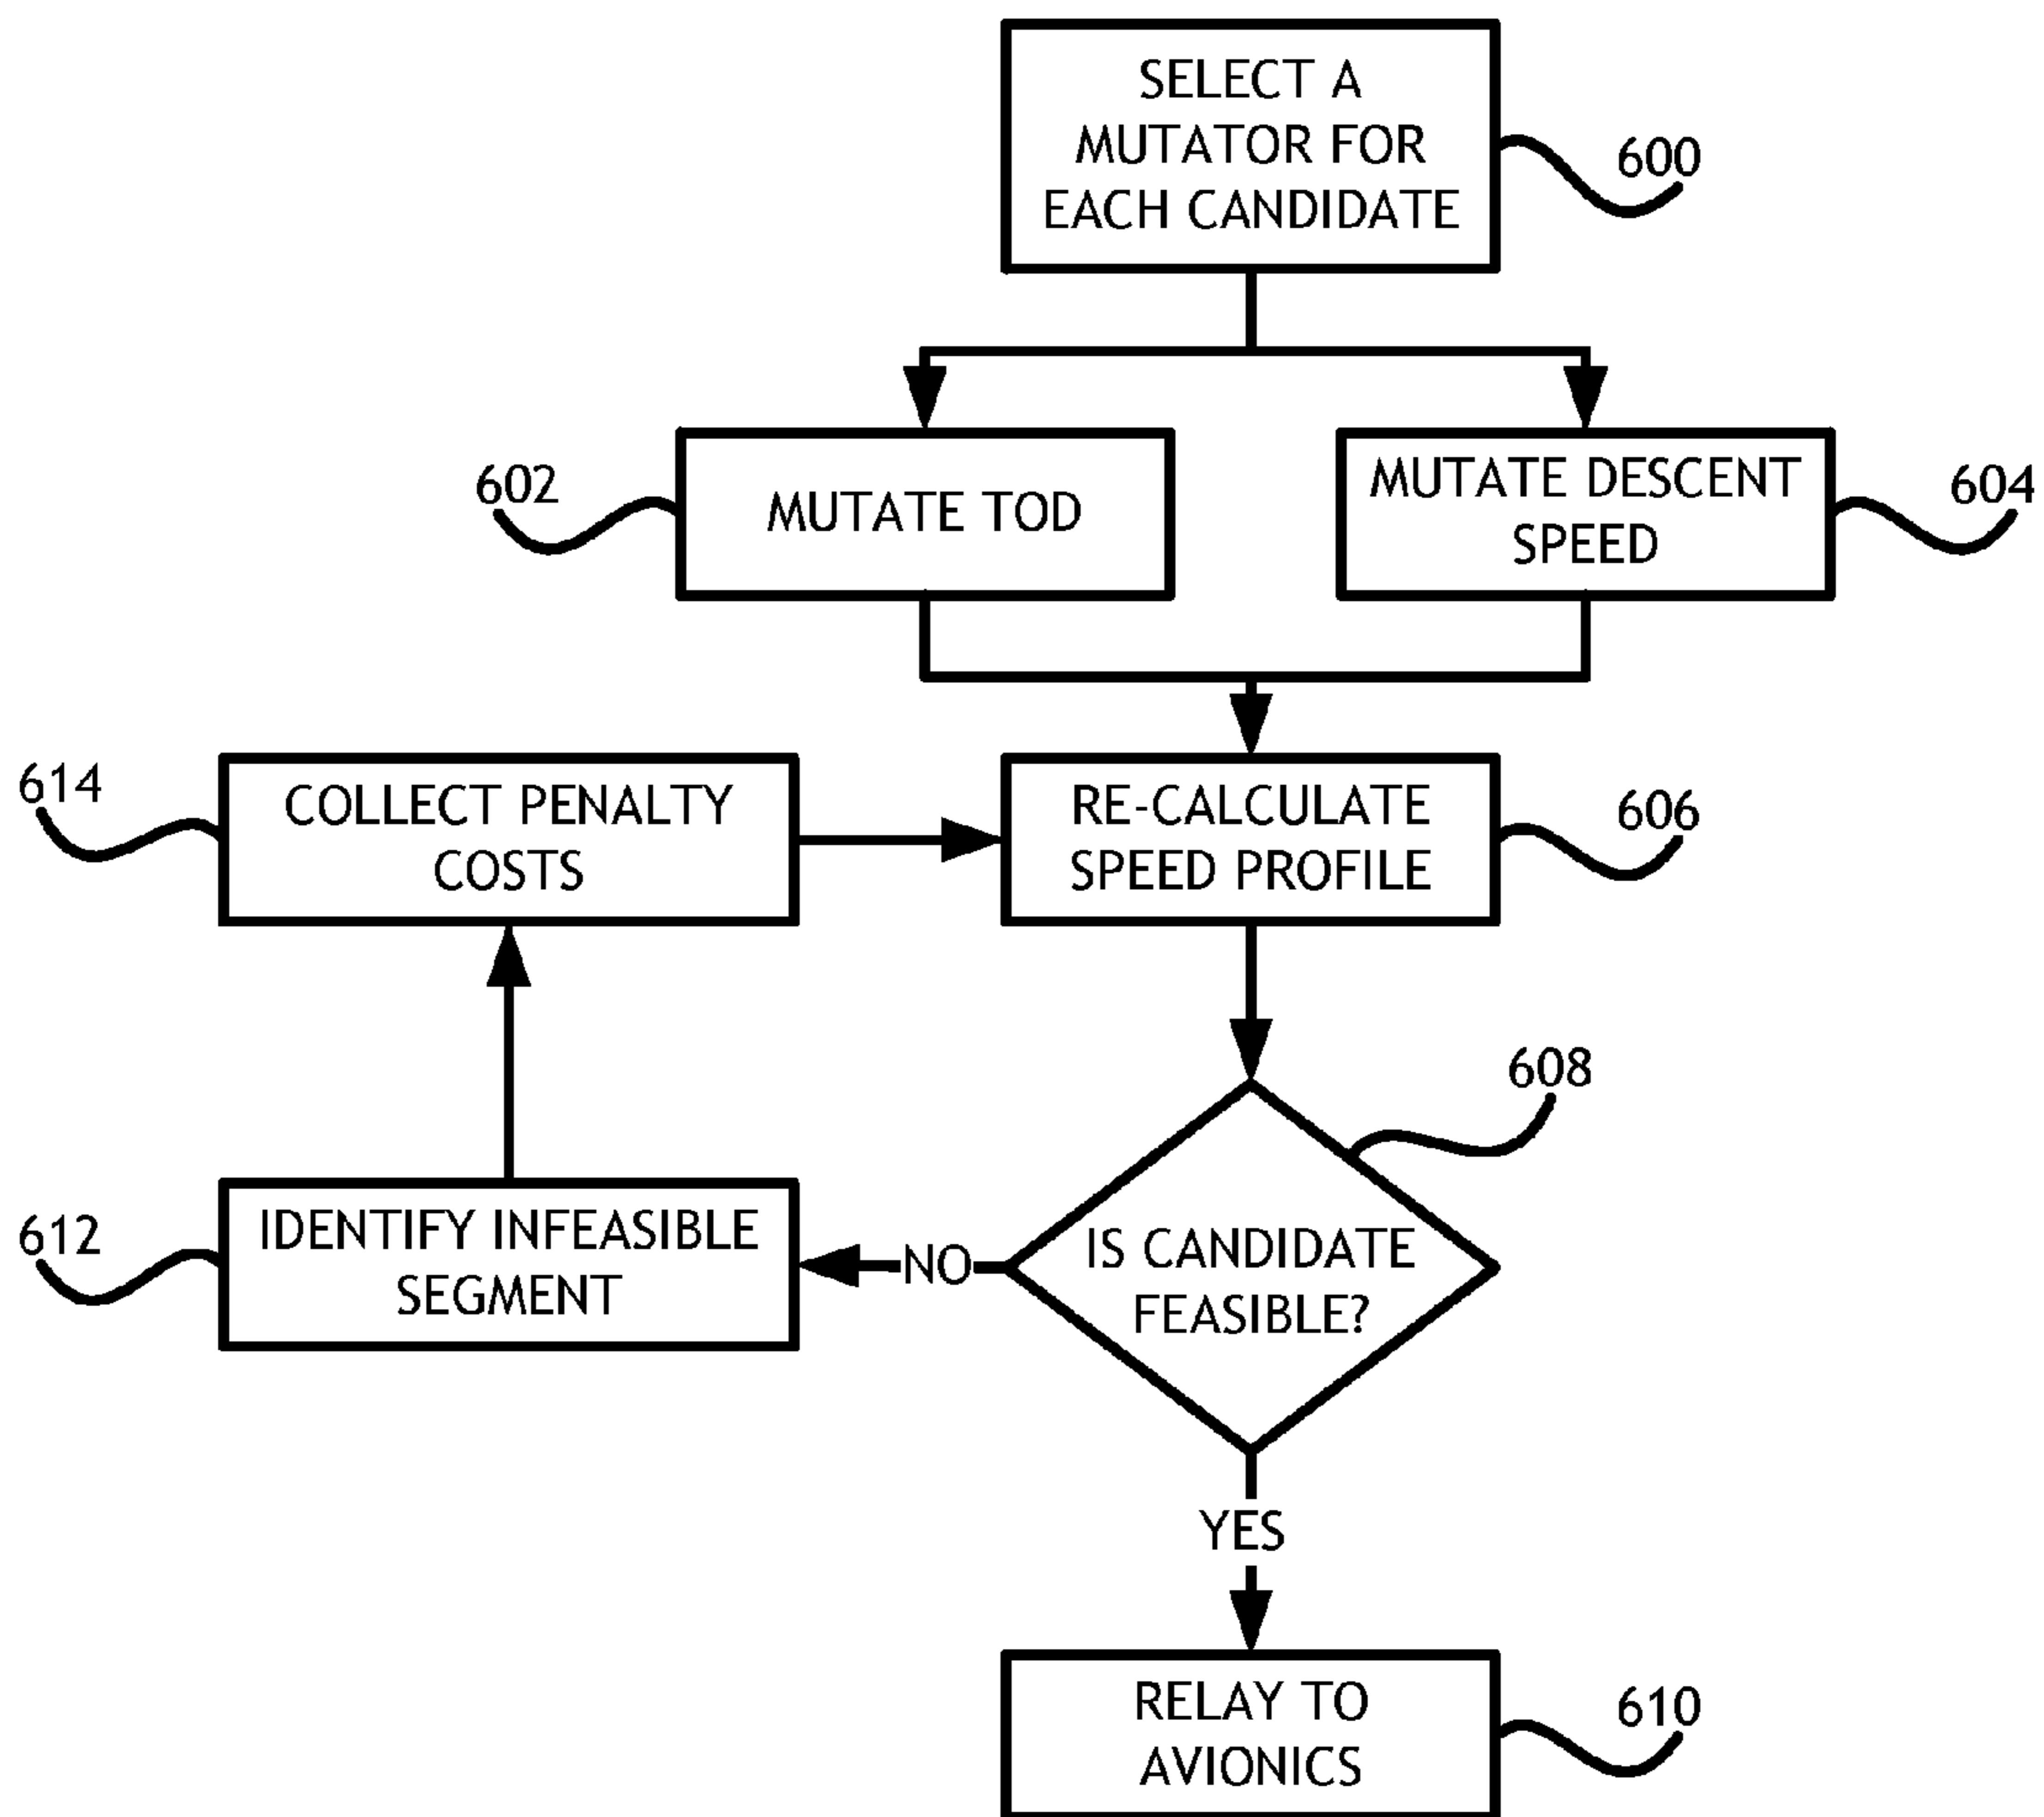 SELECT A
MUTATOR FOR
EACH CANDIDATE
600
602
MUTATE TOD
MUTATE DESCENT
SPEED
604
614
COLLECT PENALTY
COSTS
RE-CALCULATE
SPEED PROFILE
606
608
612
IDENTIFY INFEASIBLE
SEGMENT
NO
IS CANDIDATE
FEASIBLE?
YES
RELAY TO
AVIONICS
610